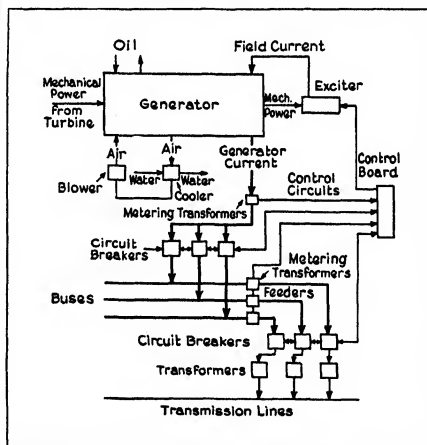 Oil
Field Current
Mechanical
Power
From
Turbine
Generator
Mech.
Power
Exciter
Air
Air
Generator
Current
Control
Board
Water
Water
Blower
Cooler
Control
Circuits
Metering Transformers
Circuit
Breakers
Metering
Transformers
Buses
Feeders
Circuit Breakers
Transformers
Transmission Lines